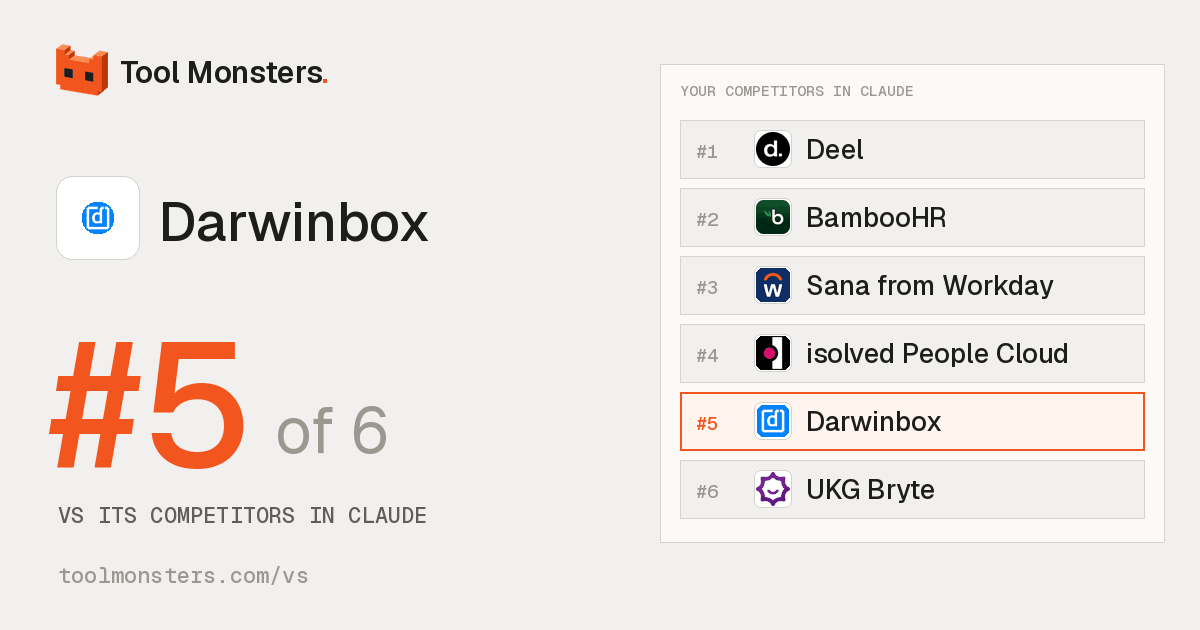 Tool Monsters.
Darwinbox
#5 of 6
VS ITS COMPETITORS IN CLAUDE
toolmonsters.com/vs
YOUR COMPETITORS IN CLAUDE
#1 d. Deel
#2 b BambooHR
#3 w Sana from Workday
#4 isolved People Cloud
#5 d Darwinbox
#6 UKG Bryte